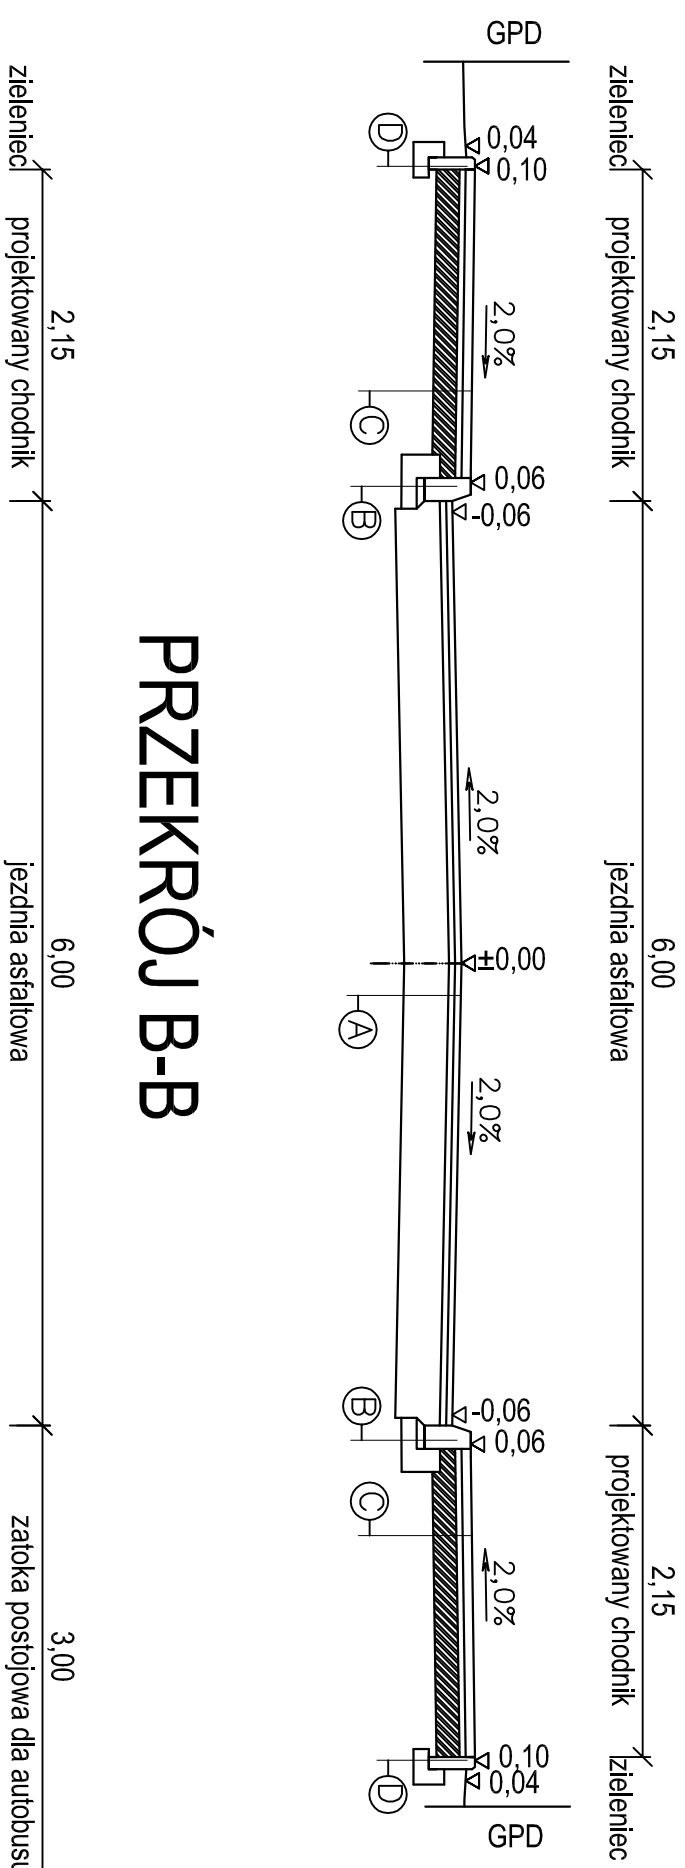 2,15 6,00 2,15
zieleniec projektowany chodnik jezdnia asfaltowa projektowany chodnik zieleniec
GPD GPD
0,04 0,10 0,06 -0,06 ±0,00 -0,06 0,06 0,10 0,04
2,0% 2,0% 2,0% 2,0%
D C B A B C D
PRZEKRÓJ B-B
2,15 6,00 3,00
zieleniec projektowany chodnik jezdnia asfaltowa zatoka postojowa dla autobusu